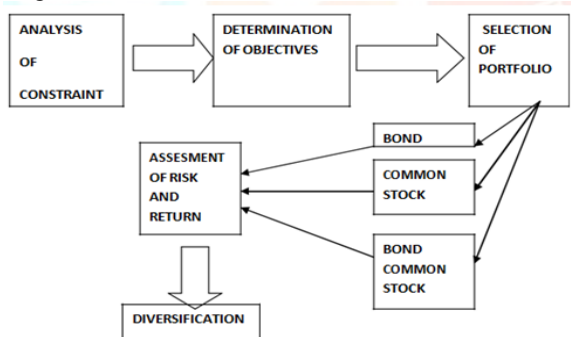 ANALYSIS
OF
CONSTRAINT
DETERMINATION
OF OBJECTIVES
SELECTION
OF
PORTFOLIO
BOND
COMMON
STOCK
BOND
COMMON
STOCK
ASSESMENT
OF RISK
AND
RETURN
DIVERSIFICATION